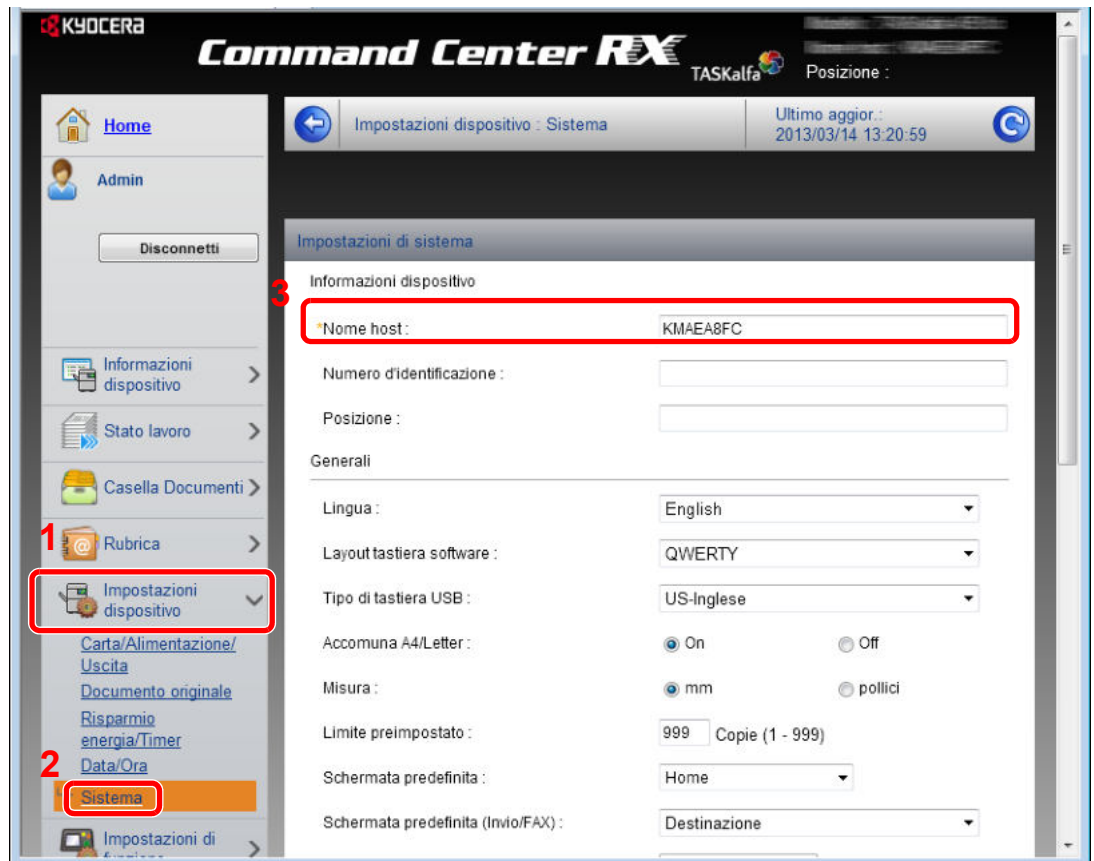 KYOCERA
Command Center RX
TASKalfa
Posizione :
Home
Admin
Disconnetti
Informazioni
dispositivo
Stato lavoro
Casella Documenti
1
Rubrica
Impostazioni
dispositivo
Carta/Alimentazione/
Uscita
Documento originale
Risparmio
energia/Timer
Data/Ora
2
Sistema
Impostazioni di
Impostazioni dispositivo : Sistema
Ultimo aggior.:
2013/03/14 13:20:59
Impostazioni di sistema
Informazioni dispositivo
3
*Nome host : KMAEA8FC
Numero d'identificazione :
Posizione :
Generali
Lingua : English
Layout tastiera software : QWERTY
Tipo di tastiera USB : US-Inglese
Accomuna A4/Letter : On Off
Misura : mm pollici
Limite preimpostato : 999 Copie (1 - 999)
Schermata predefinita : Home
Schermata predefinita (Invio/FAX) : Destinazione